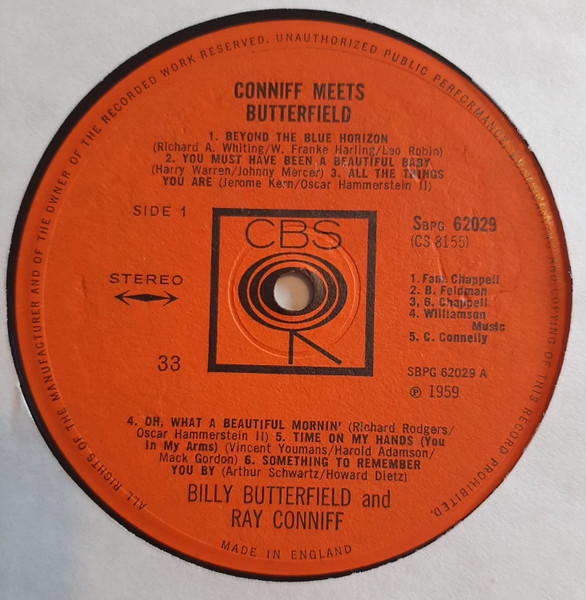 ALL RIGHTS OF THE MANUFACTURER AND OF THE OWNER OF THE RECORDED WORK RESERVED. UNAUTHORIZED PUBLIC PERFORMANCE, COPYING OF THIS RECORD PROHIBITED.
CONNIFF MEETS
BUTTERFIELD
1. BEYOND THE BLUE HORIZON
(Richard A. Whiting/W. Franke Harling/Leo Robin)
2. YOU MUST HAVE BEEN A BEAUTIFUL BABY
(Harry Warren/Johnny Mercer) 3. ALL THE THINGS
YOU ARE (Jerome Kern/Oscar Hammerstein II)
SIDE 1
SBPG 62029
(CS 8155)
CBS
STEREO
33
1. Fam. Chappell
2. B. Feldman
3, 6. Chappell
4. Williamson
Music
5. C. Connelly
SBPG 62029 A
℗ 1959
4. OH, WHAT A BEAUTIFUL MORNIN' (Richard Rodgers/
Oscar Hammerstein II) 5. TIME ON MY HANDS (You
In My Arms) (Vincent Youmans/Harold Adamson/
Mack Gordon) 6. SOMETHING TO REMEMBER
YOU BY (Arthur Schwartz/Howard Dietz)
BILLY BUTTERFIELD and
RAY CONNIFF
MADE IN ENGLAND